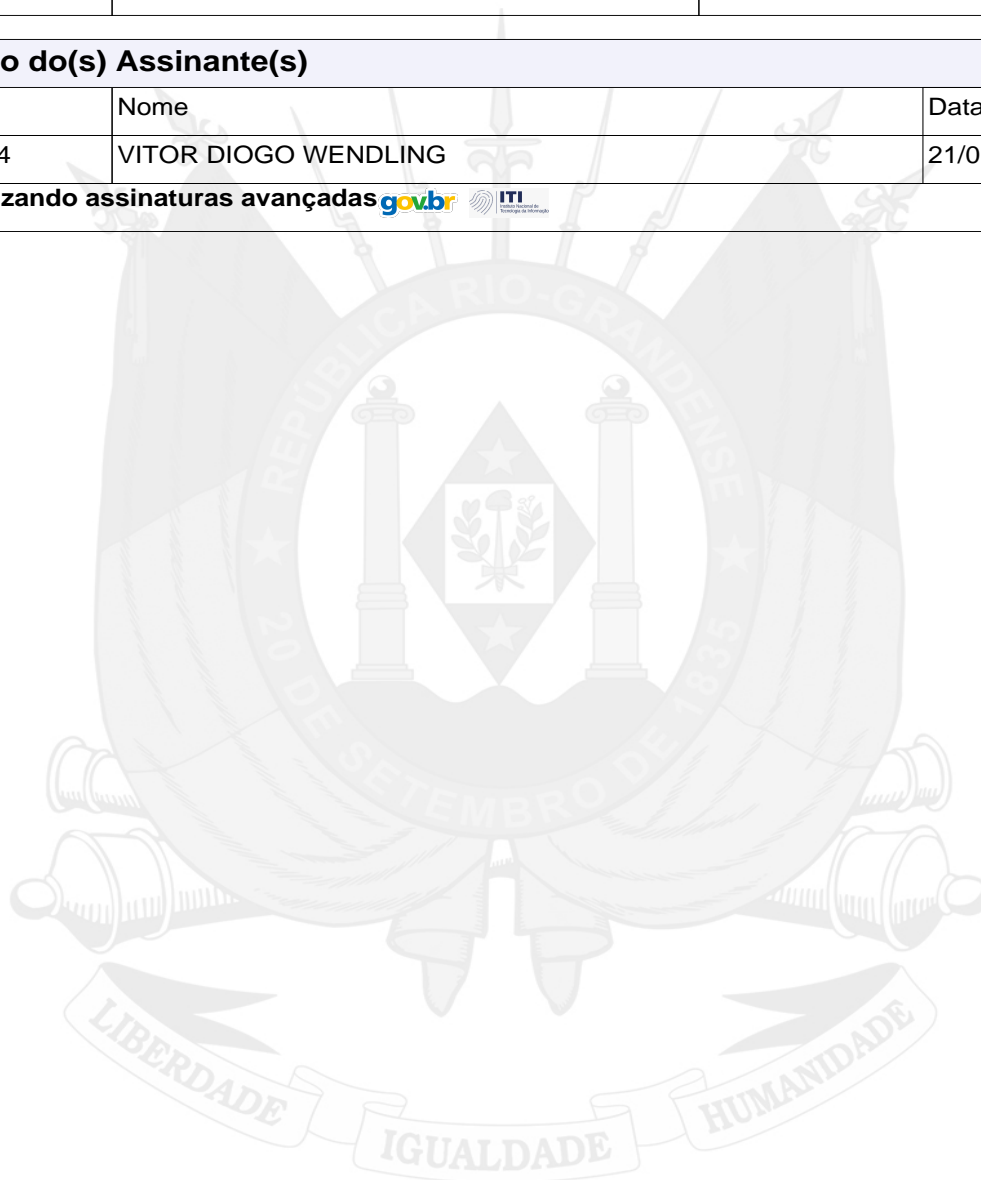 o do(s) Assinante(s)
Nome Data
4 VITOR DIOGO WENDLING 21/0
zando assinaturas avançadas gov.br ITI
REPÚBLICA RIO-GRANDENSE
20 DE SETEMBRO DE 1835
LIBERDADE IGUALDADE HUMANIDADE